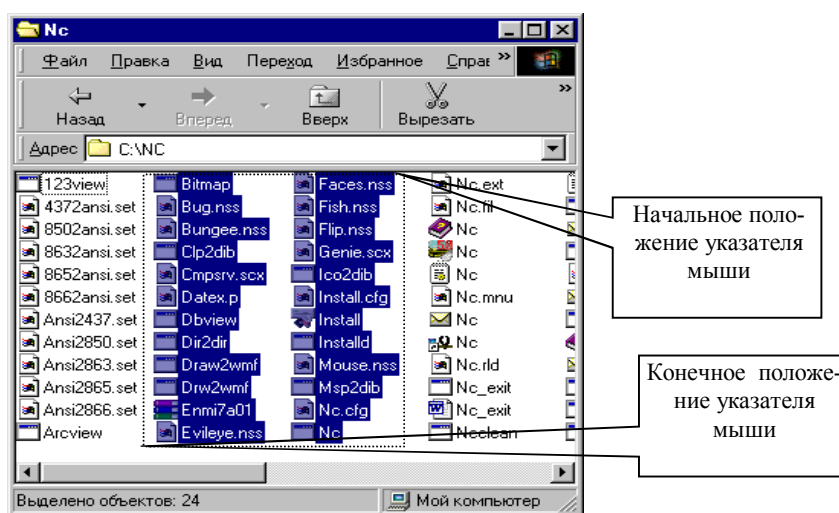 Nc
Файл Правка Вид Переход Избранное Справ »
Назад Вперед Вверх Вырезать »
Адрес C:\NC
123view Bitmap Faces.nss Nc.ext
4372ansi.set Bug.nss Fish.nss Nc.fil
8502ansi.set Bungee.nss Flip.nss Nc
8632ansi.set Clp2dib Genie.scx Nc
8652ansi.set Cmpsrv.scx Ico2dib Nc
8662ansi.set Datex.p Install.cfg Nc.mnu
Ansi2437.set Dbview Install Nc
Ansi2850.set Dir2dir Installd Nc
Ansi2863.set Draw2wmf Mouse.nss Nc.rld
Ansi2865.set Drw2wmf Msp2dib Nc_exit
Ansi2866.set Enmi7a01 Nc.cfg Nc_exit
Arcview Evileye.nss Nc Ncclean
Выделено объектов: 24 Мой компьютер
Начальное поло-
жение указателя
мыши
Конечное положе-
ние указателя
мыши